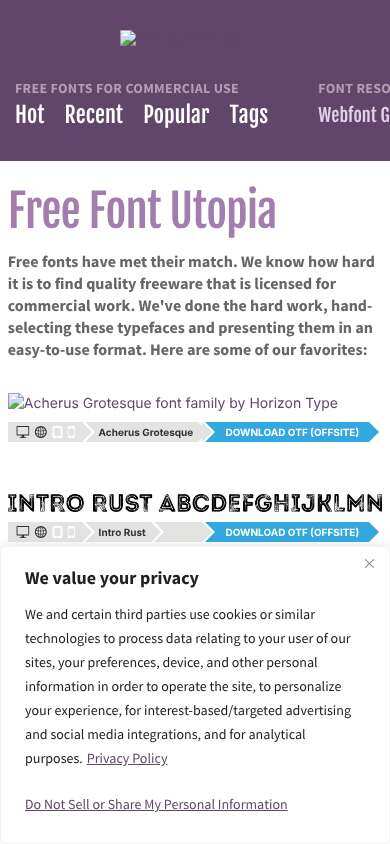 FREE FONTS FOR COMMERCIAL USE
Hot Recent Popular Tags
FONT RESO
Webfont G
Free Font Utopia
Free fonts have met their match. We know how hard
it is to find quality freeware that is licensed for
commercial work. We've done the hard work, hand-
selecting these typefaces and presenting them in an
easy-to-use format. Here are some of our favorites:
Acherus Grotesque font family by Horizon Type
Acherus Grotesque DOWNLOAD OTF (OFFSITE)
INTRO RUST ABCDEFGHIJKLMN
Intro Rust DOWNLOAD OTF (OFFSITE)
We value your privacy
We and certain third parties use cookies or similar
technologies to process data relating to your use of our
sites, your preferences, device, and other personal
information in order to operate the site, to personalize
your experience, for interest-based/targeted advertising
and social media integrations, and for analytical
purposes. Privacy Policy
Do Not Sell or Share My Personal Information